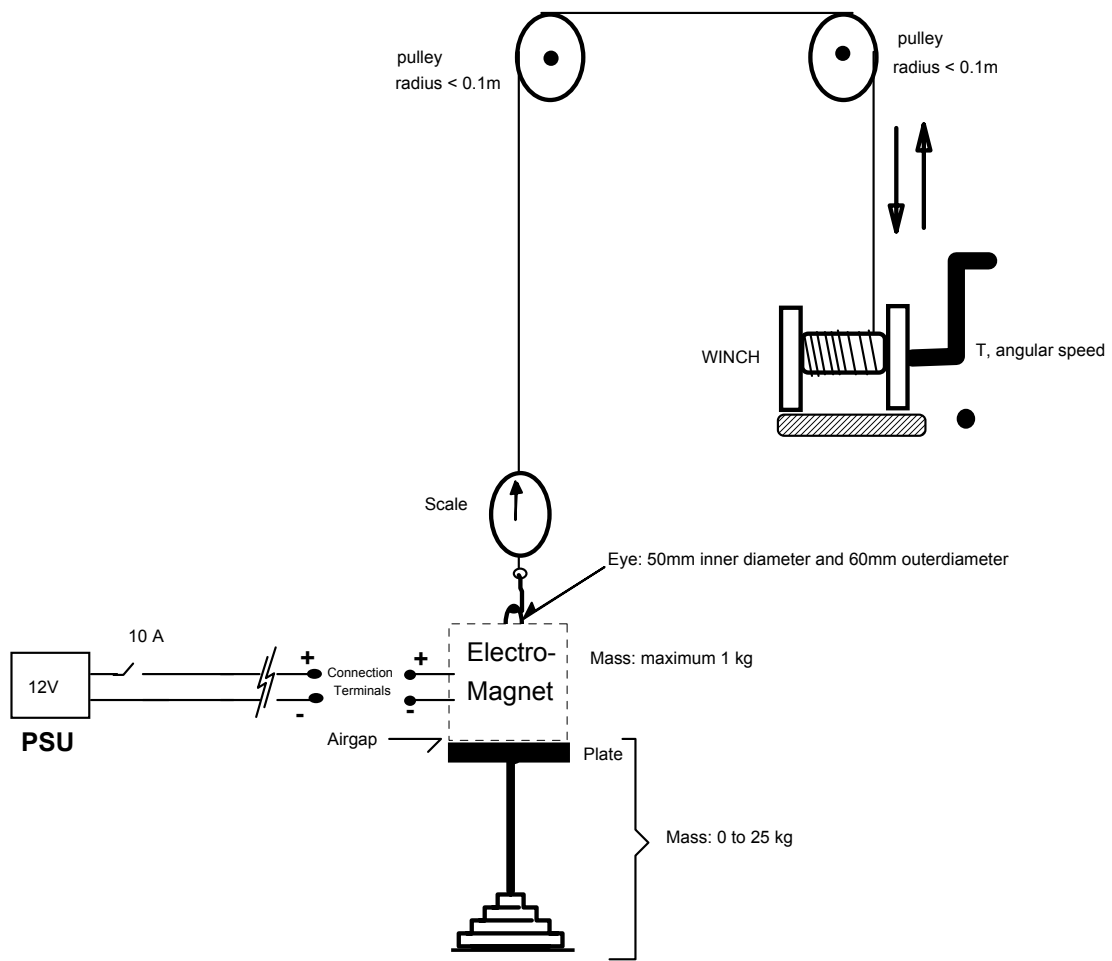 pulley
radius < 0.1m
pulley
radius < 0.1m
WINCH
T, angular speed
Scale
Eye: 50mm inner diameter and 60mm outerdiameter
10 A
12V
PSU
+
-
Connection
Terminals
+
-
Electro-
Magnet
Mass: maximum 1 kg
Airgap
Plate
Mass: 0 to 25 kg